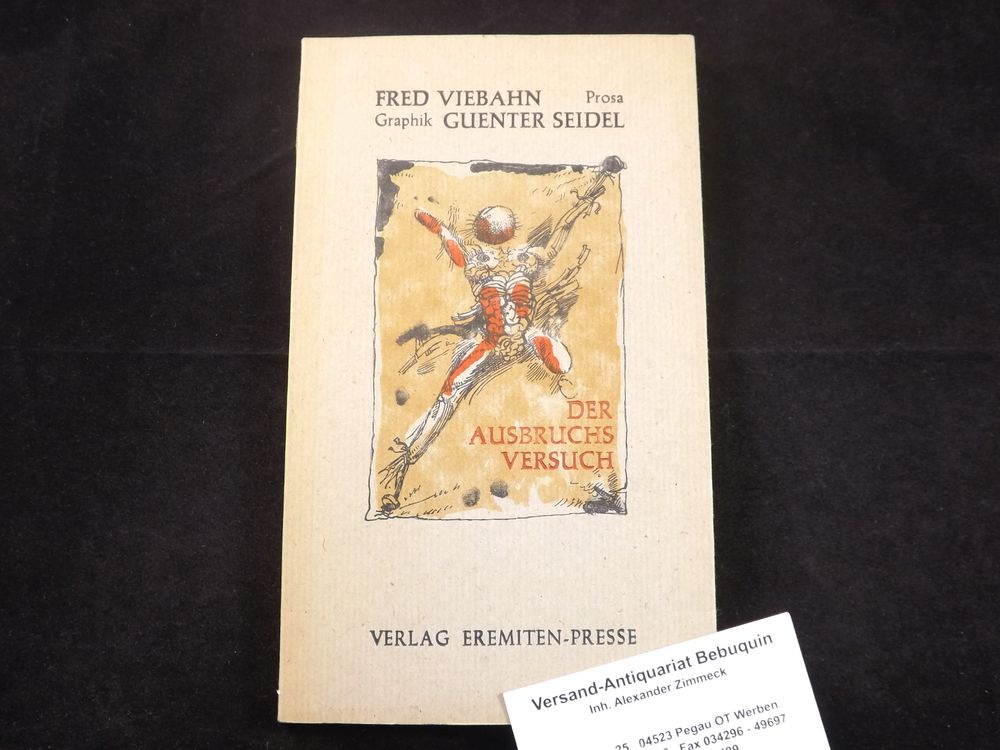 FRED VIEBAHN Prosa
Graphik GUENTER SEIDEL
DER
AUSBRUCHS
VERSUCH
VERLAG EREMITEN-PRESSE
Versand-Antiquariat Bebuquin
Inh. Alexander Zimmeck
25 04523 Pegau OT Werben
Fax 034296 - 49697